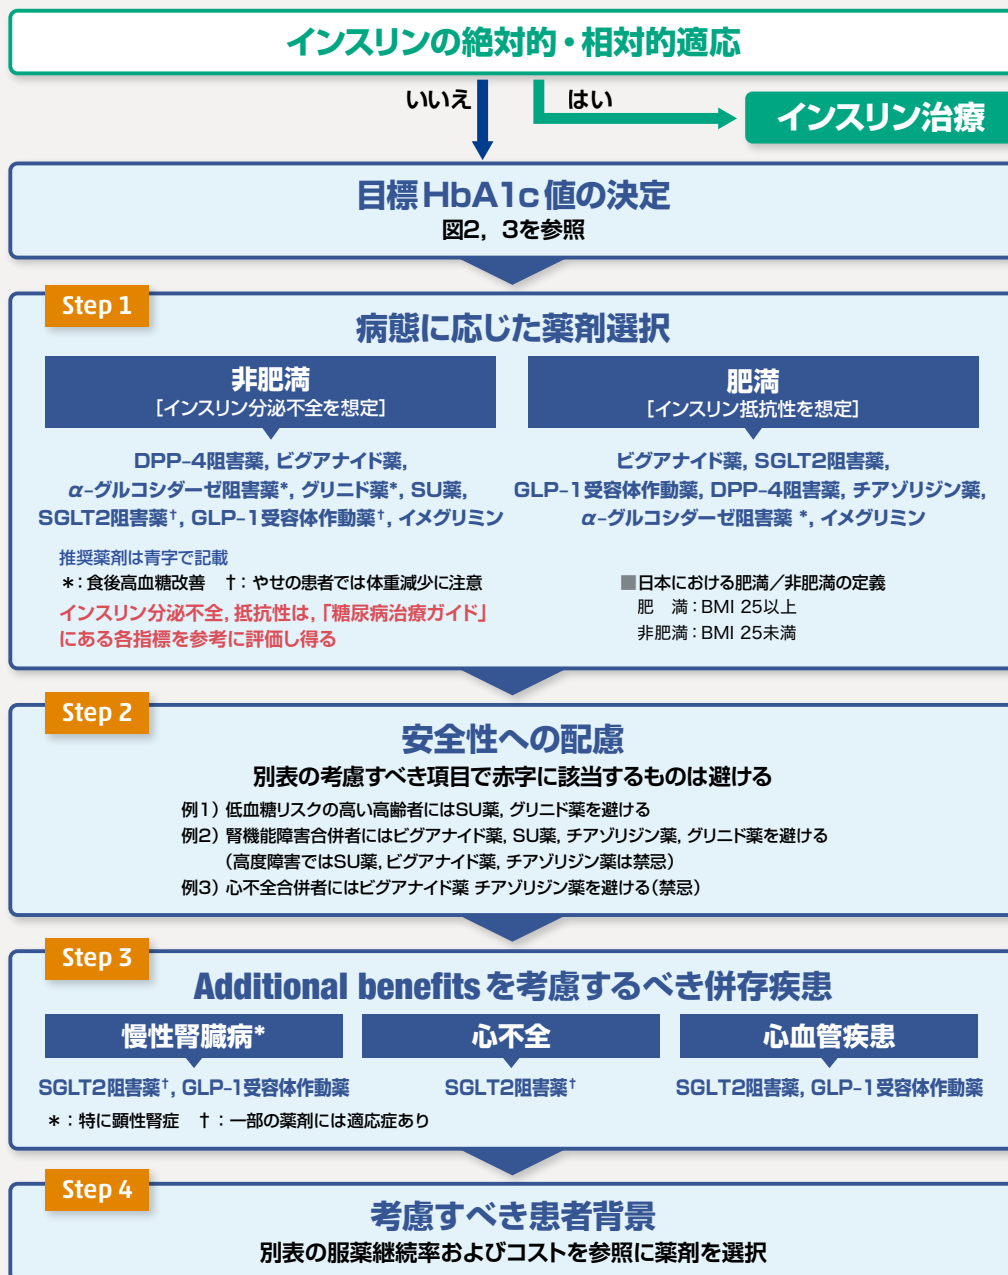 インスリンの絶対的・相対的適応
いいえ
はい
インスリン治療
目標HbA1c値の決定
図2，3を参照
Step 1
病態に応じた薬剤選択
非肥満
[インスリン分泌不全を想定]
DPP-4阻害薬，ビグアナイド薬，
α-グルコシダーゼ阻害薬*，グリニド薬*，SU薬，
SGLT2阻害薬†，GLP-1受容体作動薬†，イメグリミン
肥満
[インスリン抵抗性を想定]
ビグアナイド薬，SGLT2阻害薬，
GLP-1受容体作動薬，DPP-4阻害薬，チアゾリジン薬，
α-グルコシダーゼ阻害薬 *，イメグリミン
推奨薬剤は青字で記載
*：食後高血糖改善　†：やせの患者では体重減少に注意
インスリン分泌不全，抵抗性は，「糖尿病治療ガイド」
にある各指標を参考に評価し得る
■日本における肥満／非肥満の定義
肥　満：BMI 25以上
非肥満：BMI 25未満
Step 2
安全性への配慮
別表の考慮すべき項目で赤字に該当するものは避ける
例1）低血糖リスクの高い高齢者にはSU薬，グリニド薬を避ける
例2）腎機能障害合併者にはビグアナイド薬，SU薬，チアゾリジン薬，グリニド薬を避ける
（高度障害ではSU薬，ビグアナイド薬，チアゾリジン薬は禁忌）
例3）心不全合併者にはビグアナイド薬 チアゾリジン薬を避ける（禁忌）
Step 3
Additional benefitsを考慮するべき併存疾患
慢性腎臓病*
心不全
心血管疾患
SGLT2阻害薬†，GLP-1受容体作動薬
SGLT2阻害薬†
SGLT2阻害薬，GLP-1受容体作動薬
*：特に顕性腎症　†：一部の薬剤には適応症あり
Step 4
考慮すべき患者背景
別表の服薬継続率およびコストを参照に薬剤を選択